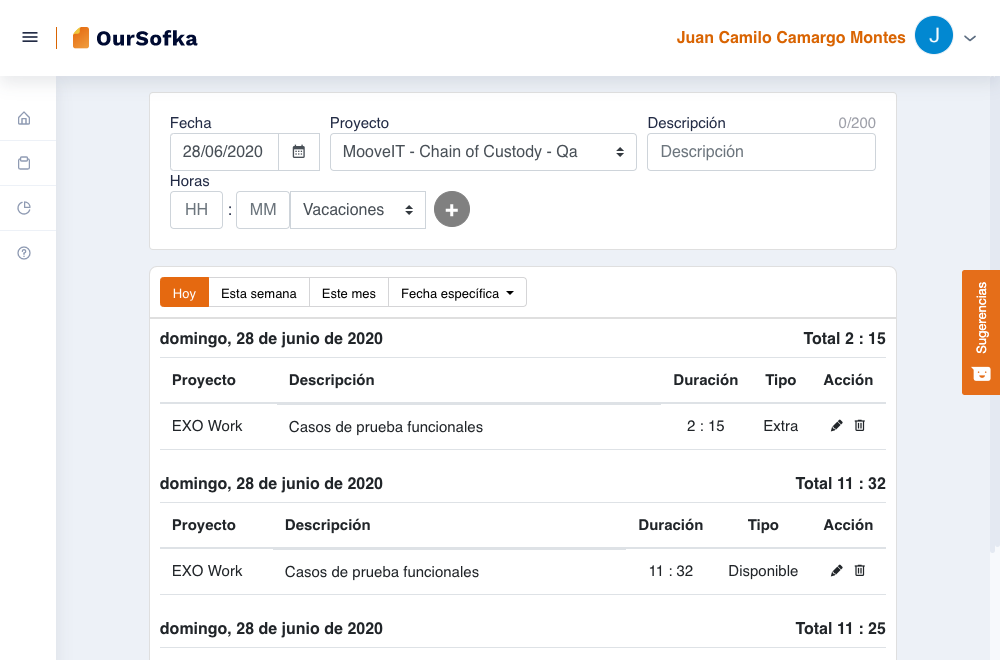 OurSofka
Juan Camilo Camargo Montes
J
Fecha
Proyecto
Descripción
0/200
28/06/2020
MooveIT - Chain of Custody - Qa
Descripción
Horas
HH : MM
Vacaciones
Hoy
Esta semana
Este mes
Fecha específica
domingo, 28 de junio de 2020
Total 2 : 15
Proyecto Descripción Duración Tipo Acción
EXO Work Casos de prueba funcionales 2 : 15 Extra
domingo, 28 de junio de 2020
Total 11 : 32
Proyecto Descripción Duración Tipo Acción
EXO Work Casos de prueba funcionales 11 : 32 Disponible
domingo, 28 de junio de 2020
Total 11 : 25
Sugerencias